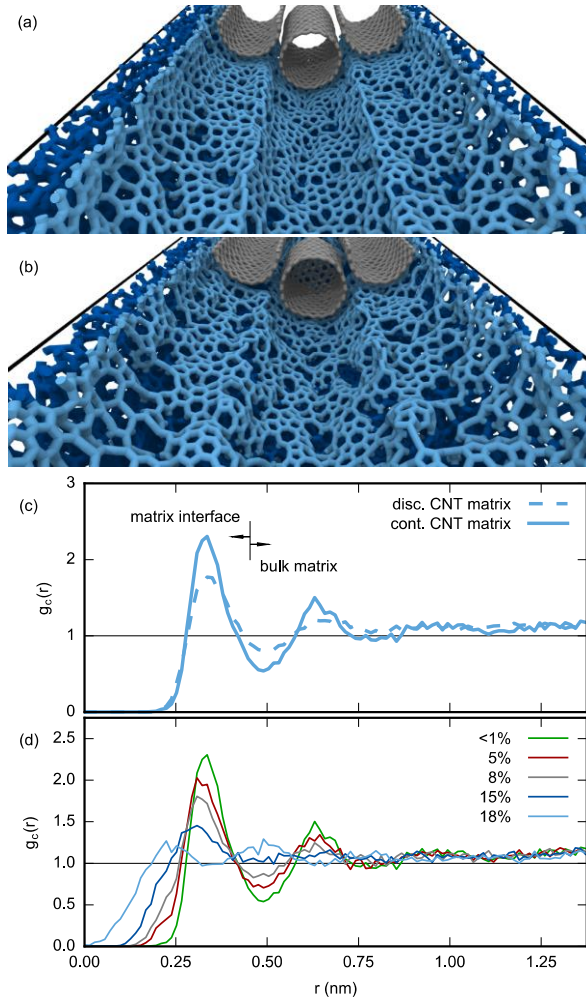 (a)
(b)
(c)
3
2
1
0
g_c(r)
matrix interface
bulk matrix
disc. CNT matrix
cont. CNT matrix
(d)
2.5
2.0
1.5
1.0
0.5
0.0
g_c(r)
<1%
5%
8%
15%
18%
0.00 0.25 0.50 0.75 1.00 1.25
r (nm)